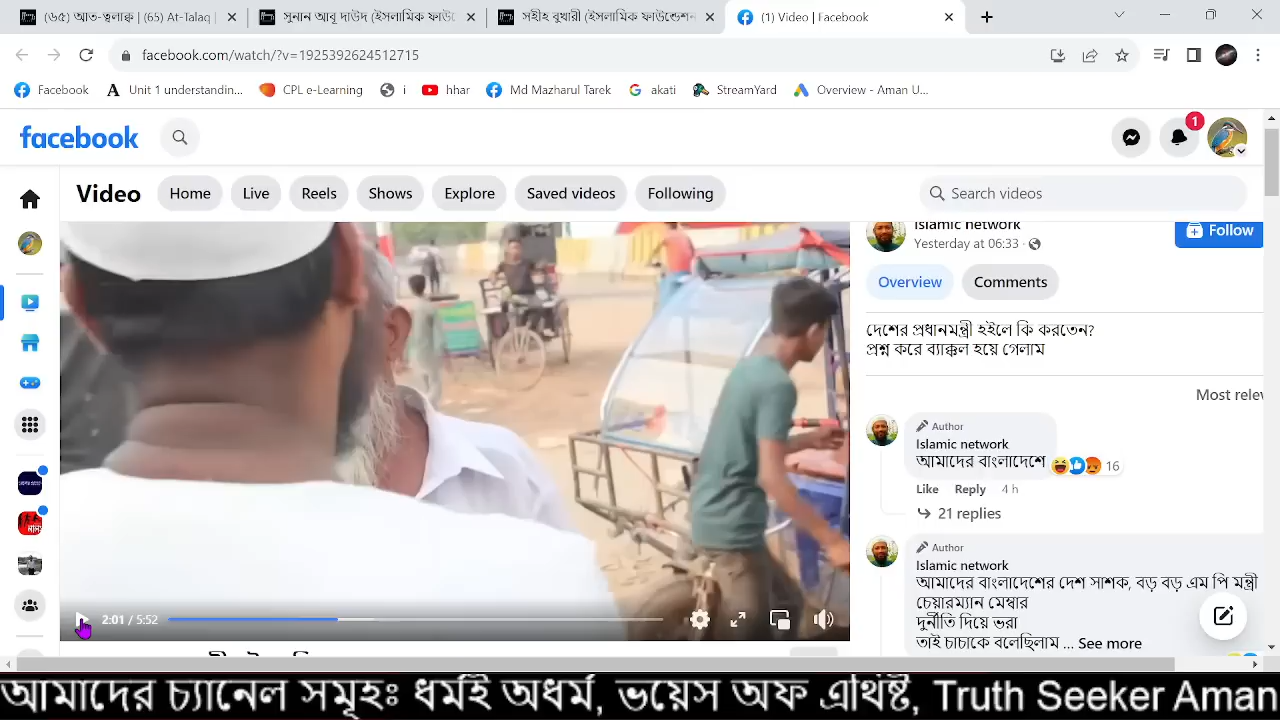 (৬৫) আত-ত্বলাক্ব | (65) At-Talaq |
সুনান আবু দাউদ (ইসলামিক ফাউ
সহীহ বুখারী (ইসলামিক ফাউন্ডেশন
(1) Video | Facebook
facebook.com/watch/?v=1925392624512715
Facebook
Unit 1 understandin...
CPL e-Learning
i
hhar
Md Mazharul Tarek
akati
StreamYard
Overview - Aman U...
facebook
1
Video
Home
Live
Reels
Shows
Explore
Saved videos
Following
Search videos
Islamic network
Yesterday at 06:33
Follow
Overview
Comments
দেশের প্রধানমন্ত্রী হইলে কি করতেন?
প্রশ্ন করে ব্যাক্কল হয়ে গেলাম
Most relev
Author
Islamic network
আমাদের বাংলাদেশে
16
Like Reply 4 h
21 replies
Author
Islamic network
আমাদের বাংলাদেশের দেশ সাশক, বড় বড় এম পি মন্ত্রী
চেয়ারম্যান মেম্বার
দুর্নীতি দিয়ে ভরা
তাই চাচাকে বলেছিলাম ... See more
2:01 / 5:52
আমাদের চ্যানেল সমূহঃ ধর্মই অধর্ম, ভয়েস অফ এথিষ্ট, Truth Seeker Aman